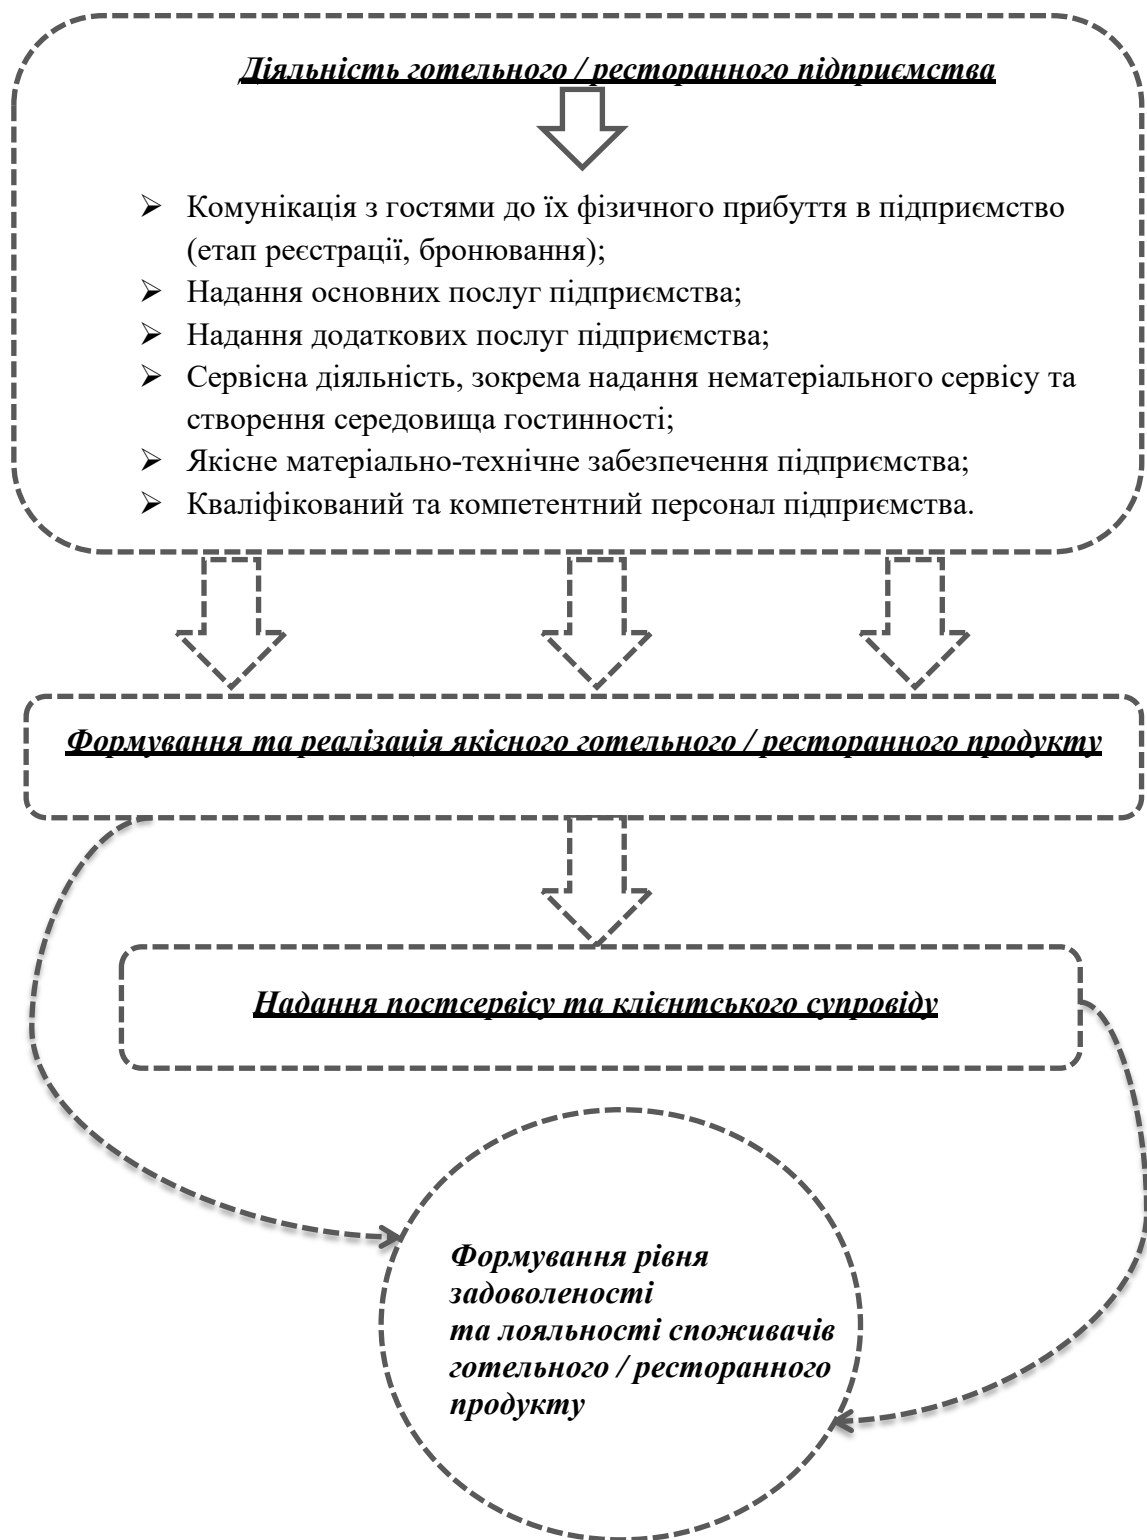 Діяльність готельного / ресторанного підприємства
➢ Комунікація з гостями до їх фізичного прибуття в підприємство
(етап реєстрації, бронювання);
➢ Надання основних послуг підприємства;
➢ Надання додаткових послуг підприємства;
➢ Сервісна діяльність, зокрема надання нематеріального сервісу та
створення середовища гостинності;
➢ Якісне матеріально-технічне забезпечення підприємства;
➢ Кваліфікований та компетентний персонал підприємства.
Формування та реалізація якісного готельного / ресторанного продукту
Надання постсервісу та клієнтського супровіду
Формування рівня
задоволеності
та лояльності споживачів
готельного / ресторанного
продукту